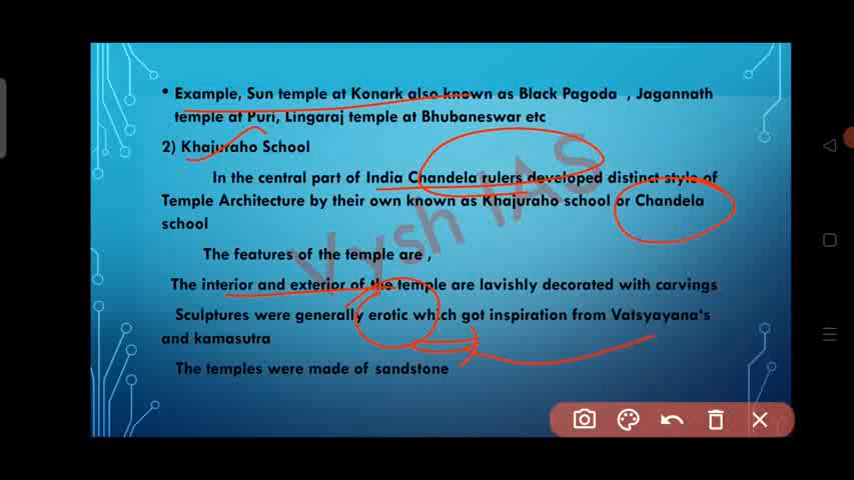 • Example, Sun temple at Konark also known as Black Pagoda , Jagannath
temple at Puri, Lingaraj temple at Bhubaneswar etc
2) Khajuraho School
In the central part of India Chandela rulers developed distinct style of
Temple Architecture by their own known as Khajuraho school or Chandela
school
The features of the temple are ,
The interior and exterior of the temple are lavishly decorated with carvings
Sculptures were generally erotic which got inspiration from Vatsyayana's
and kamasutra
The temples were made of sandstone
Vysh IAS